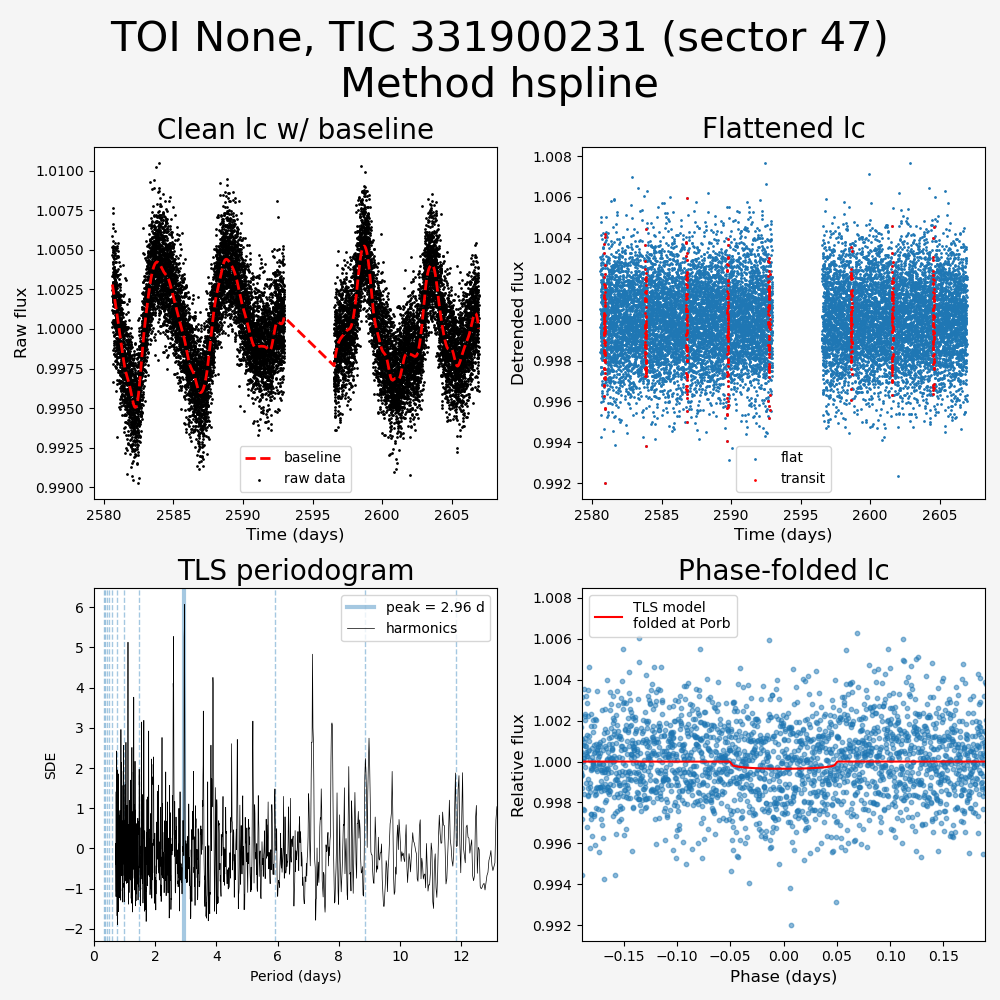 TOI None, TIC 331900231 (sector 47)
Method hspline
Clean lc w/ baseline
Raw flux
1.0100
1.0075
1.0050
1.0025
1.0000
0.9975
0.9950
0.9925
0.9900
baseline
raw data
2580
2585
2590
2595
2600
2605
Time (days)
Flattened lc
Detrended flux
1.008
1.006
1.004
1.002
1.000
0.998
0.996
0.994
0.992
flat
transit
2580
2585
2590
2595
2600
2605
Time (days)
TLS periodogram
SDE
6
5
4
3
2
1
0
−1
−2
peak = 2.96 d
harmonics
0
2
4
6
8
10
12
Period (days)
Phase-folded lc
Relative flux
1.008
1.006
1.004
1.002
1.000
0.998
0.996
0.994
0.992
TLS model
folded at Porb
−0.15
−0.10
−0.05
0.00
0.05
0.10
0.15
Phase (days)